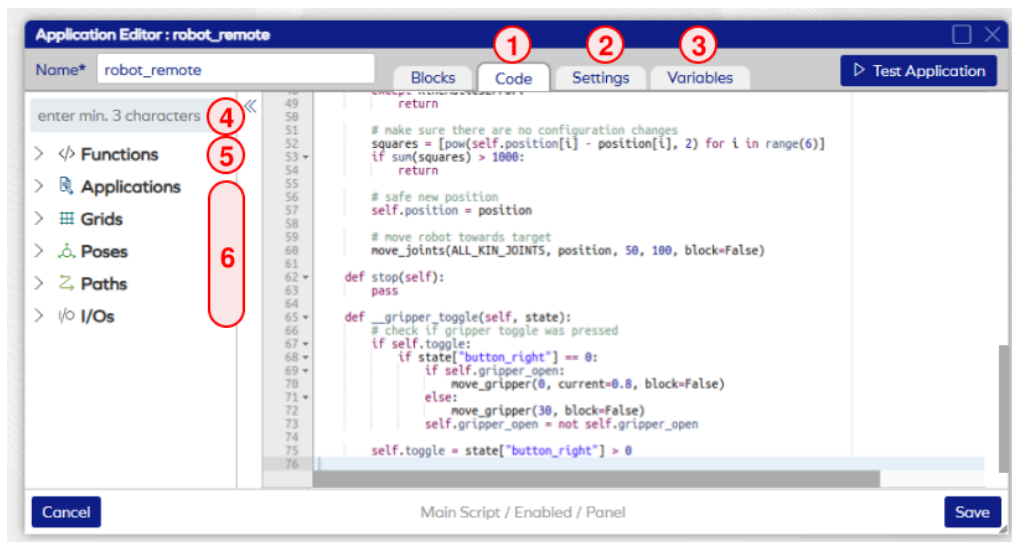 Application Editor : robot_remote
Name* robot_remote
1 2 3
Blocks Code Settings Variables
Test Application
enter min. 3 characters 4
</> Functions 5
Applications
Grids
Poses 6
Paths
I/O I/Os
49 return
50
51 # make sure there are no configuration changes
52 squares = [pow(self.position[i] - position[i], 2) for i in range(6)]
53 if sum(squares) > 1000:
54 return
55
56 # safe new position
57 self.position = position
58
59 # move robot towards target
60 move_joints(ALL_KIN_JOINTS, position, 50, 100, block=False)
61
62 def stop(self):
63 pass
64
65 def __gripper_toggle(self, state):
66 # check if gripper toggle was pressed
67 if self.toggle:
68 if state["button_right"] == 0:
69 if self.gripper_open:
70 move_gripper(0, current=0.8, block=False)
71 else:
72 move_gripper(30, block=False)
73 self.gripper_open = not self.gripper_open
74
75 self.toggle = state["button_right"] > 0
76
Cancel
Main Script / Enabled / Panel
Save